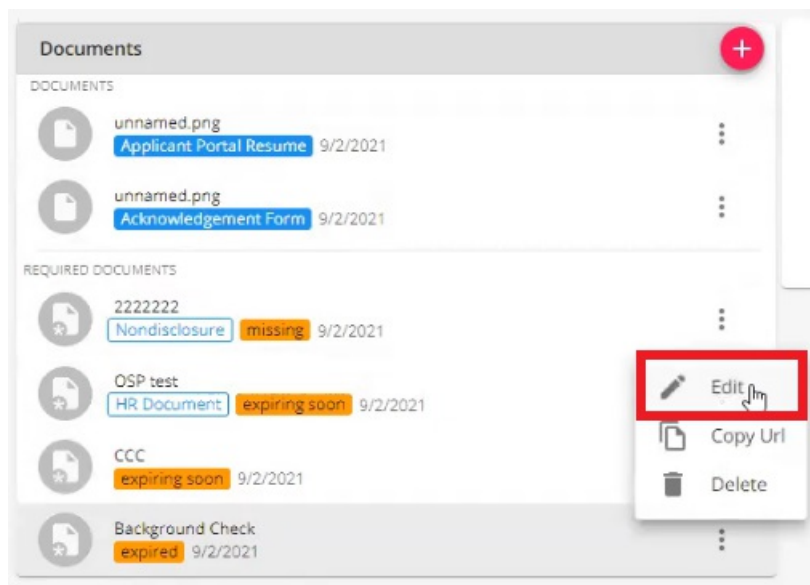 Documents
DOCUMENTS
unnamed.png
Applicant Portal Resume 9/2/2021
unnamed.png
Acknowledgement Form 9/2/2021
REQUIRED DOCUMENTS
2222222
Nondisclosure missing 9/2/2021
OSP test
HR Document expiring soon 9/2/2021
CCC
expiring soon 9/2/2021
Background Check
expired 9/2/2021
Edit
Copy Url
Delete